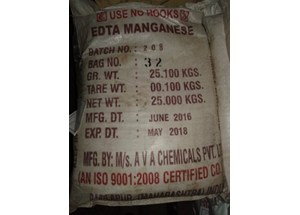 USE NO HOOKS
EDTA MANGANESE
BATCH NO. : 208
BAG NO. : 32
GR. WT. : 25.100 KGS.
TARE WT. : 00.100 KGS.
NET WT. : 25.000 KGS.
MFG. DT. : JUNE 2016
EXP. DT. : MAY 2018
MFG. BY: M/s. A V A CHEMICALS PVT.
(AN ISO 9001:2008 CERTIFIED CO.
(MAHARASHTRA)